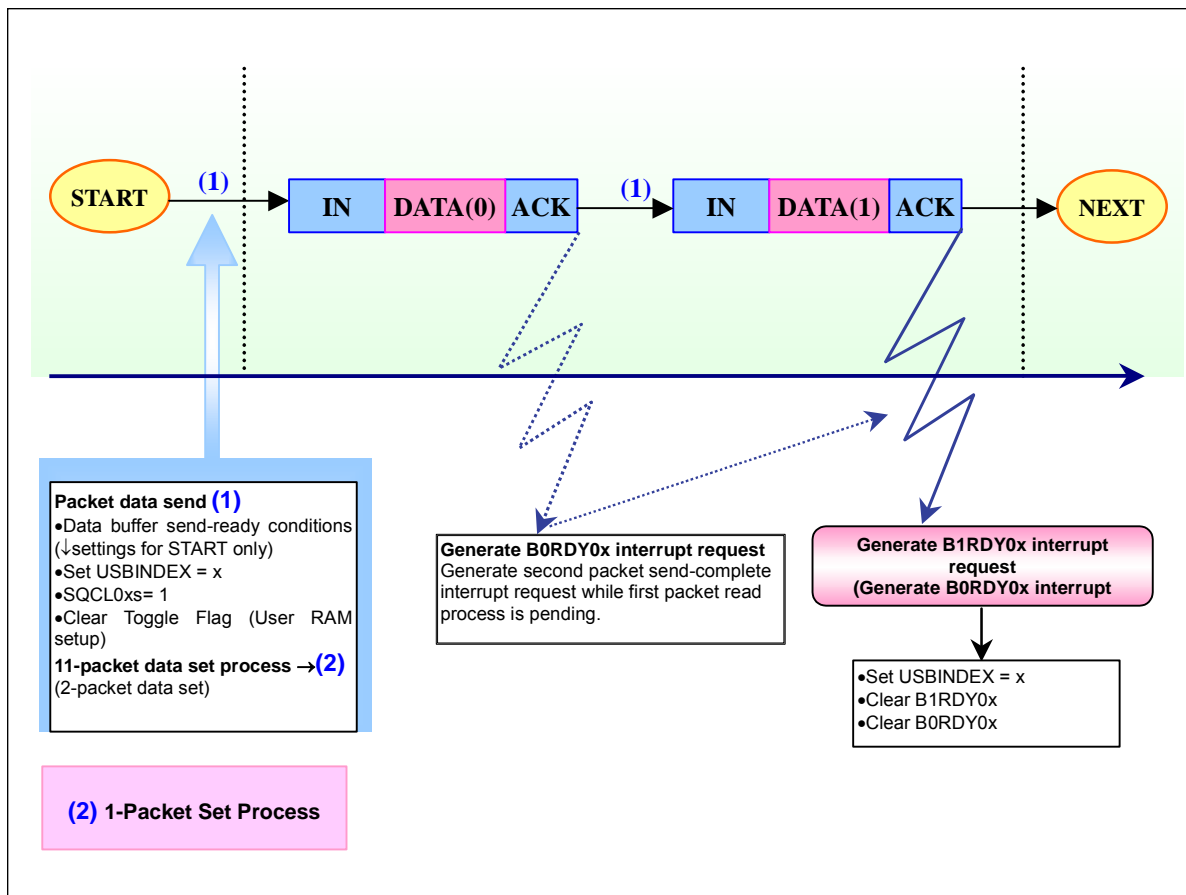 START
(1)
IN
DATA(0)
ACK
(1)
IN
DATA(1)
ACK
NEXT
Packet data send (1)
•Data buffer send-ready conditions
(↓settings for START only)
•Set USBINDEX = x
•SQCL0xs= 1
•Clear Toggle Flag (User RAM
setup)
11-packet data set process →(2)
(2-packet data set)
Generate B0RDY0x interrupt request
Generate second packet send-complete
interrupt request while first packet read
process is pending.
Generate B1RDY0x interrupt
request
(Generate B0RDY0x interrupt
•Set USBINDEX = x
•Clear B1RDY0x
•Clear B0RDY0x
(2) 1-Packet Set Process